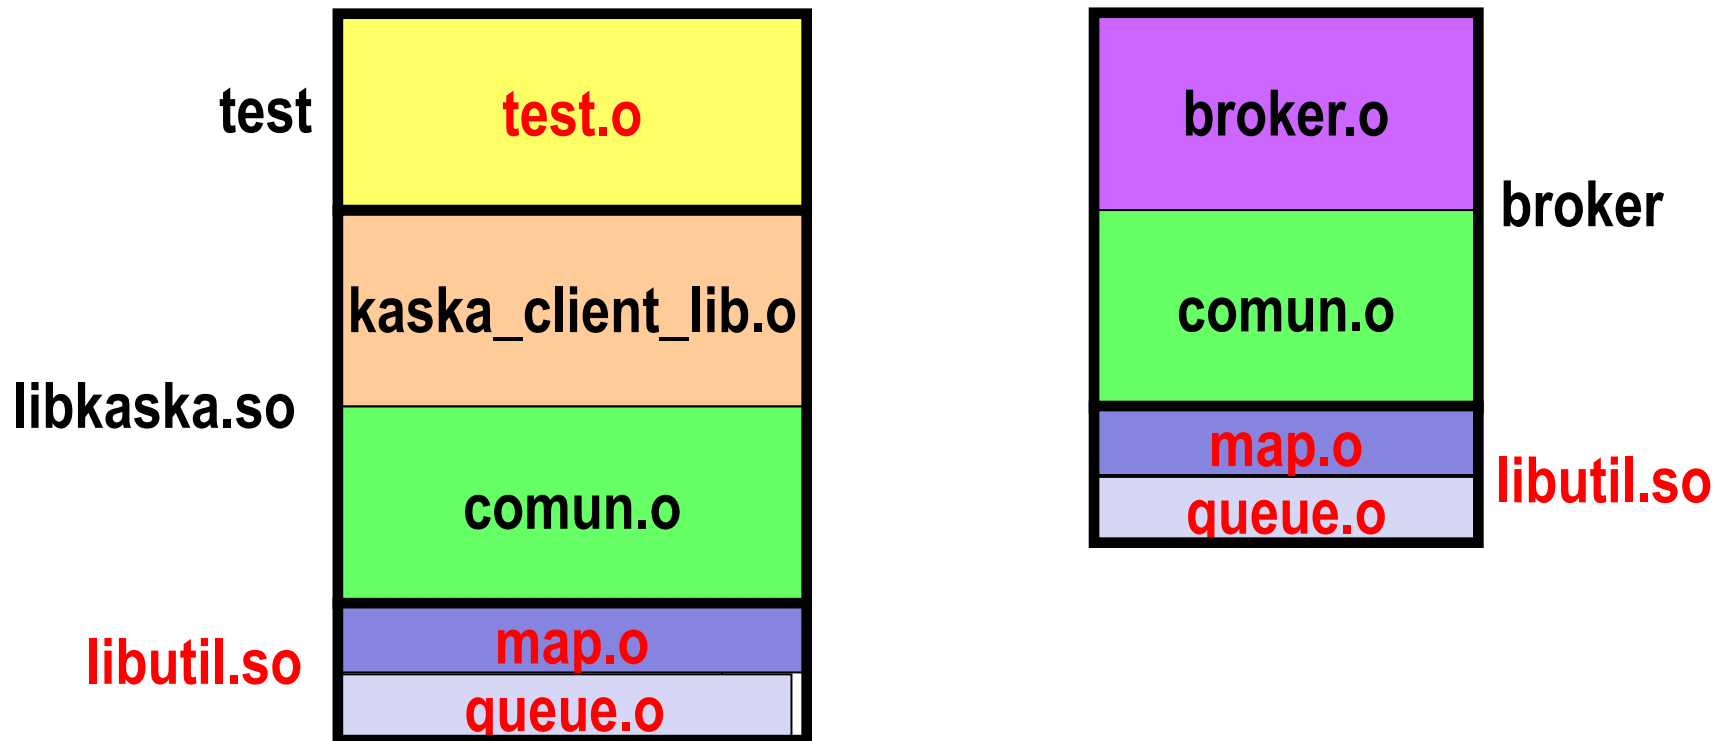 test
test.o
kaska_client_lib.o
libkaska.so
comun.o
libutil.so
map.o
queue.o
broker.o
broker
comun.o
map.o
libutil.so
queue.o